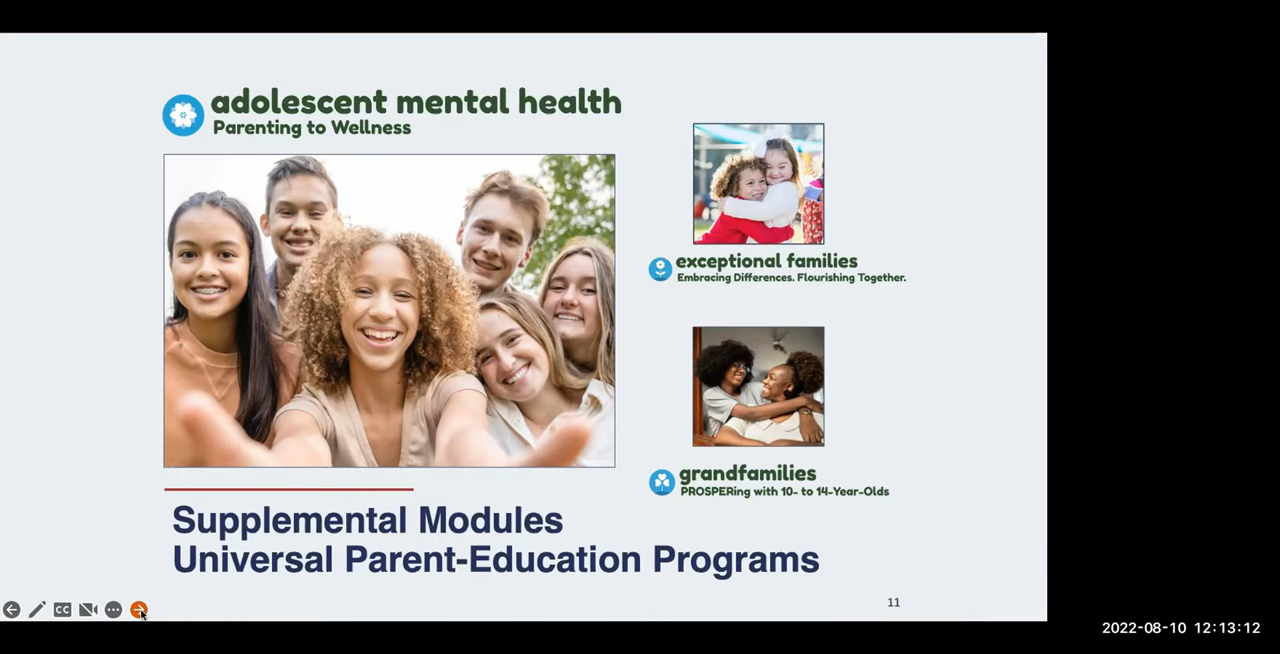 adolescent mental health
Parenting to Wellness
exceptional families
Embracing Differences. Flourishing Together.
grandfamilies
PROSPERing with 10- to 14-Year-Olds
Supplemental Modules
Universal Parent-Education Programs
CC
11
2022-08-10 12:13:12